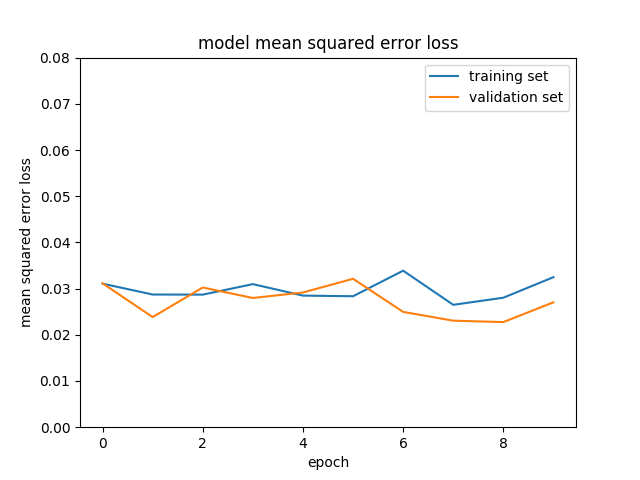 model mean squared error loss
training set
validation set
mean squared error loss
0.08
0.07
0.06
0.05
0.04
0.03
0.02
0.01
0.00
0 2 4 6 8
epoch